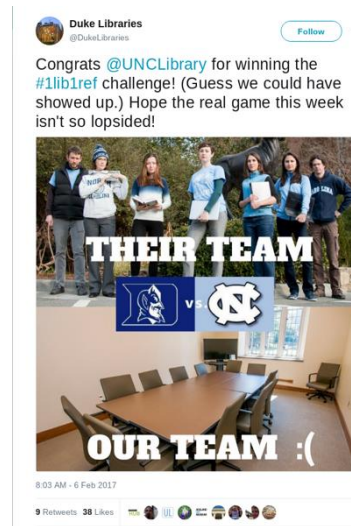 Duke Libraries
@DukeLibraries
Follow
Congrats @UNCLibrary for winning the
#1lib1ref challenge! (Guess we could have
showed up.) Hope the real game this week
isn't so lopsided!
THEIR TEAM
VS.
NC
OUR TEAM :(
8:03 AM - 6 Feb 2017
9 Retweets 38 Likes
UL